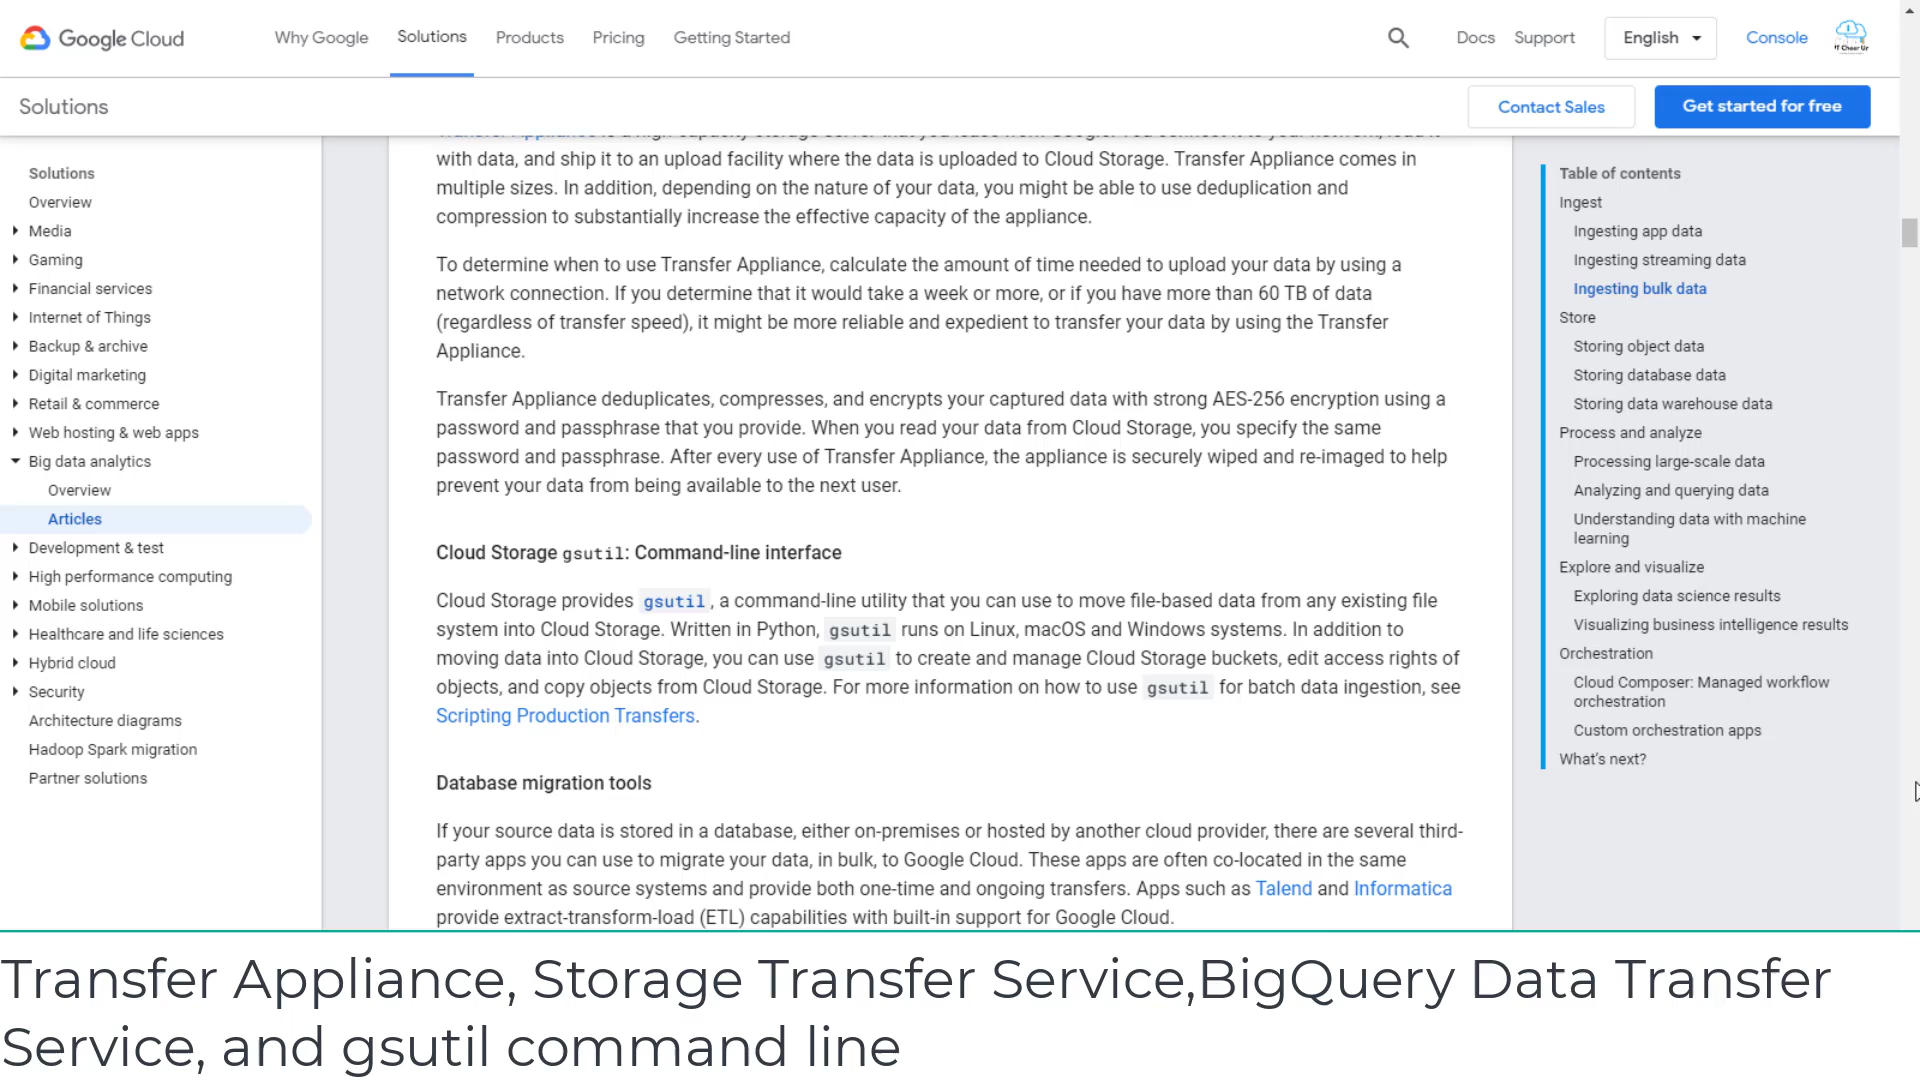 Google Cloud
Why Google
Solutions
Products
Pricing
Getting Started
Docs
Support
English
Console
IT Cheer Up
Solutions
Contact Sales
Get started for free
Solutions
Overview
Media
Gaming
Financial services
Internet of Things
Backup & archive
Digital marketing
Retail & commerce
Web hosting & web apps
Big data analytics
Overview
Articles
Development & test
High performance computing
Mobile solutions
Healthcare and life sciences
Hybrid cloud
Security
Architecture diagrams
Hadoop Spark migration
Partner solutions
with data, and ship it to an upload facility where the data is uploaded to Cloud Storage. Transfer Appliance comes in
multiple sizes. In addition, depending on the nature of your data, you might be able to use deduplication and
compression to substantially increase the effective capacity of the appliance.
To determine when to use Transfer Appliance, calculate the amount of time needed to upload your data by using a
network connection. If you determine that it would take a week or more, or if you have more than 60 TB of data
(regardless of transfer speed), it might be more reliable and expedient to transfer your data by using the Transfer
Appliance.
Transfer Appliance deduplicates, compresses, and encrypts your captured data with strong AES-256 encryption using a
password and passphrase that you provide. When you read your data from Cloud Storage, you specify the same
password and passphrase. After every use of Transfer Appliance, the appliance is securely wiped and re-imaged to help
prevent your data from being available to the next user.
Cloud Storage gsutil: Command-line interface
Cloud Storage provides gsutil, a command-line utility that you can use to move file-based data from any existing file
system into Cloud Storage. Written in Python, gsutil runs on Linux, macOS and Windows systems. In addition to
moving data into Cloud Storage, you can use gsutil to create and manage Cloud Storage buckets, edit access rights of
objects, and copy objects from Cloud Storage. For more information on how to use gsutil for batch data ingestion, see
Scripting Production Transfers.
Database migration tools
If your source data is stored in a database, either on-premises or hosted by another cloud provider, there are several third-
party apps you can use to migrate your data, in bulk, to Google Cloud. These apps are often co-located in the same
environment as source systems and provide both one-time and ongoing transfers. Apps such as Talend and Informatica
provide extract-transform-load (ETL) capabilities with built-in support for Google Cloud.
Table of contents
Ingest
Ingesting app data
Ingesting streaming data
Ingesting bulk data
Store
Storing object data
Storing database data
Storing data warehouse data
Process and analyze
Processing large-scale data
Analyzing and querying data
Understanding data with machine
learning
Explore and visualize
Exploring data science results
Visualizing business intelligence results
Orchestration
Cloud Composer: Managed workflow
orchestration
Custom orchestration apps
What's next?
Transfer Appliance, Storage Transfer Service,BigQuery Data Transfer
Service, and gsutil command line